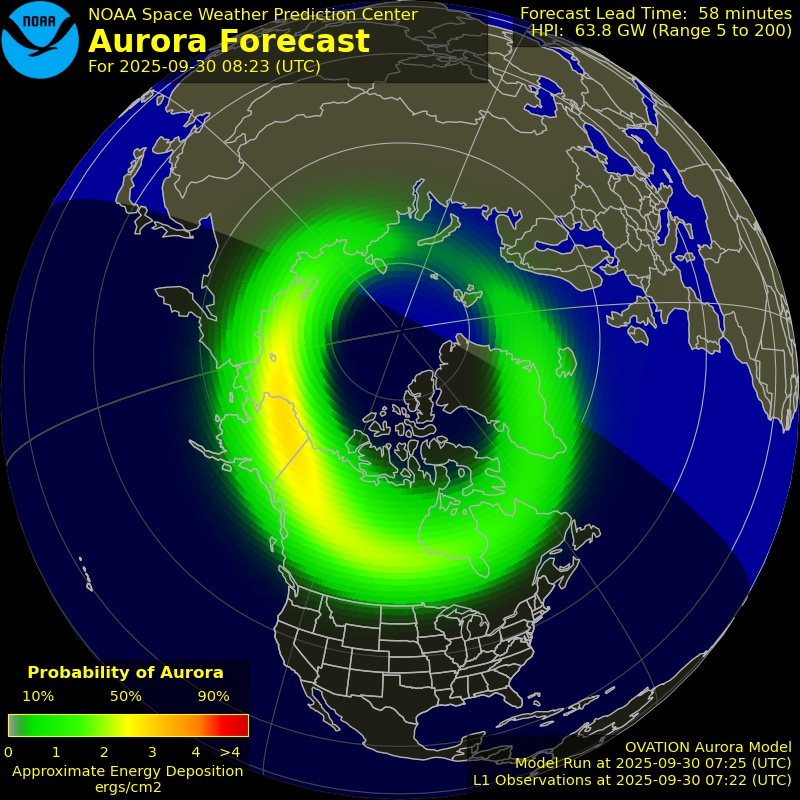 NOAA
NOAA Space Weather Prediction Center
Aurora Forecast
For 2025-09-30 08:23 (UTC)
Forecast Lead Time: 58 minutes
HPI: 63.8 GW (Range 5 to 200)
Probability of Aurora
10% 50% 90%
0 1 2 3 4 >4
Approximate Energy Deposition
ergs/cm2
OVATION Aurora Model
Model Run at 2025-09-30 07:25 (UTC)
L1 Observations at 2025-09-30 07:22 (UTC)